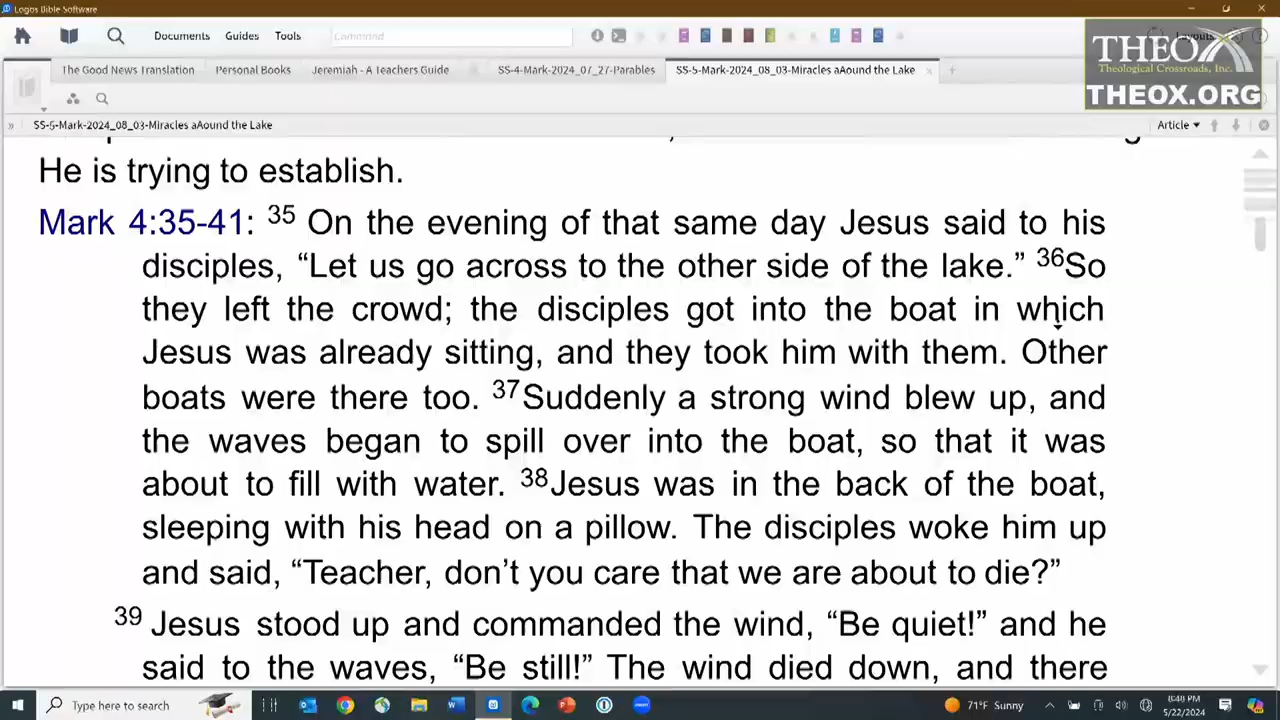 Logos Bible Software
Documents Guides Tools Command Layouts
THEOX
Theological Crossroads, Inc.
THEOX.ORG
The Good News Translation Personal Books Jeremiah - A Teachers SS-4-Mark-2024_07_27-Parables SS-5-Mark-2024_08_03-Miracles aAound the Lake
SS-5-Mark-2024_08_03-Miracles aAound the Lake Article
He is trying to establish.
Mark 4:35-41: 35 On the evening of that same day Jesus said to his
disciples, “Let us go across to the other side of the lake.” 36So
they left the crowd; the disciples got into the boat in which
Jesus was already sitting, and they took him with them. Other
boats were there too. 37Suddenly a strong wind blew up, and
the waves began to spill over into the boat, so that it was
about to fill with water. 38Jesus was in the back of the boat,
sleeping with his head on a pillow. The disciples woke him up
and said, “Teacher, don’t you care that we are about to die?”
39 Jesus stood up and commanded the wind, “Be quiet!” and he
said to the waves, “Be still!” The wind died down, and there
Type here to search 71°F Sunny 8:48 PM
5/22/2024